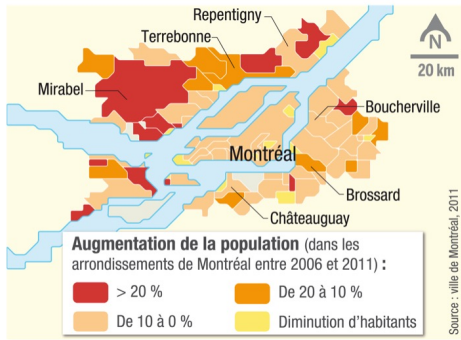 Repentigny
Terrebonne
N
20 km
Mirabel
Boucherville
Montréal
Brossard
Châteauguay
Augmentation de la population (dans les
arrondissements de Montréal entre 2006 et 2011) :
> 20 %
De 20 à 10 %
De 10 à 0 %
Diminution d'habitants
Source : ville de Montréal, 2011